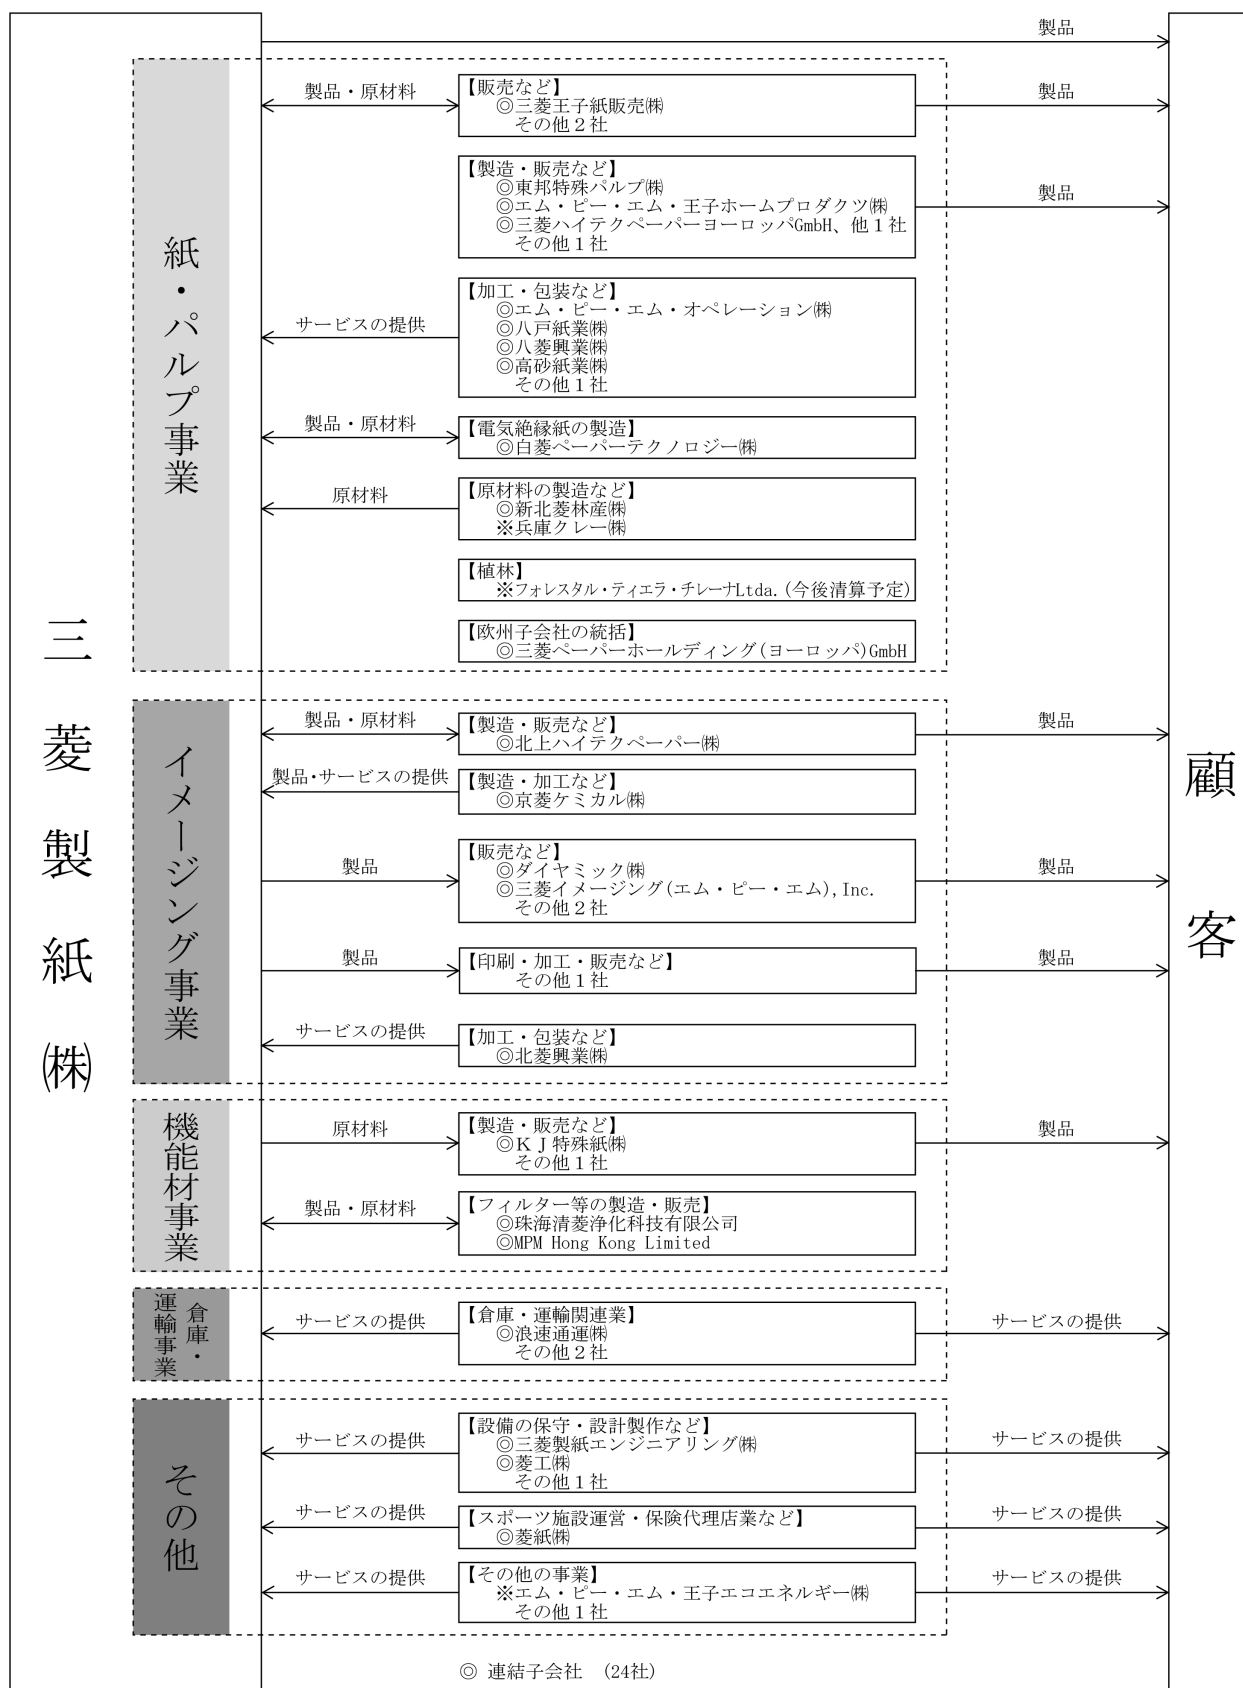 三菱製紙㈱
顧客
製品
紙・パルプ事業
製品・原材料
【販売など】
◎三菱王子紙販売㈱
その他２社
製品
【製造・販売など】
◎東邦特殊パルプ㈱
◎エム・ピー・エム・王子ホームプロダクツ㈱
◎三菱ハイテクペーパーヨーロッパGmbH、他１社
その他１社
製品
サービスの提供
【加工・包装など】
◎エム・ピー・エム・オペレーション㈱
◎八戸紙業㈱
◎八菱興業㈱
◎高砂紙業㈱
その他１社
製品・原材料
【電気絶縁紙の製造】
◎白菱ペーパーテクノロジー㈱
原材料
【原材料の製造など】
◎新北菱林産㈱
※兵庫クレー㈱
【植林】
※フォレスタル・ティエラ・チレーナLtda.(今後清算予定)
【欧州子会社の統括】
◎三菱ペーパーホールディング(ヨーロッパ)GmbH
イメージング事業
製品・原材料
【製造・販売など】
◎北上ハイテクペーパー㈱
製品
製品・サービスの提供
【製造・加工など】
◎京菱ケミカル㈱
製品
【販売など】
◎ダイヤミック㈱
◎三菱イメージング(エム・ピー・エム),Inc.
その他２社
製品
製品
【印刷・加工・販売など】
その他１社
製品
サービスの提供
【加工・包装など】
◎北菱興業㈱
機能材事業
原材料
【製造・販売など】
◎ＫＪ特殊紙㈱
その他１社
製品
製品・原材料
【フィルター等の製造・販売】
◎珠海清菱浄化科技有限公司
◎MPM Hong Kong Limited
倉庫・
運輸事業
サービスの提供
【倉庫・運輸関連業】
◎浪速通運㈱
その他２社
サービスの提供
その他
サービスの提供
【設備の保守・設計製作など】
◎三菱製紙エンジニアリング㈱
◎菱工㈱
その他１社
サービスの提供
サービスの提供
【スポーツ施設運営・保険代理店業など】
◎菱紙㈱
サービスの提供
サービスの提供
【その他の事業】
※エム・ピー・エム・王子エコエネルギー㈱
その他１社
サービスの提供
◎ 連結子会社 (24社)